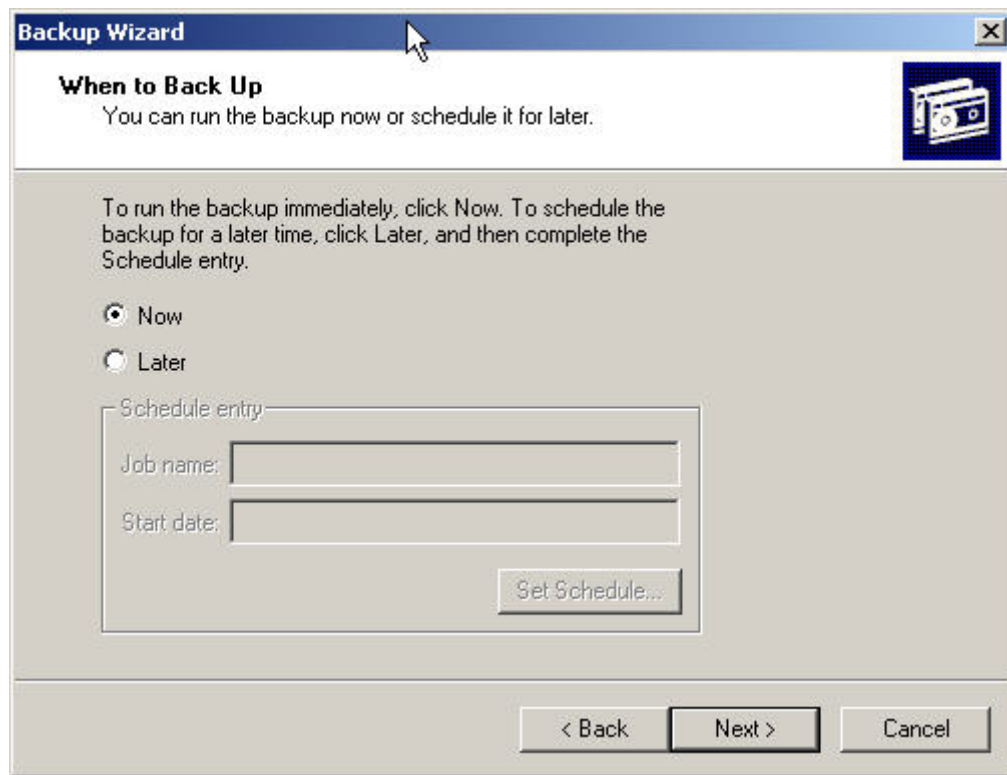 Backup Wizard
When to Back Up
You can run the backup now or schedule it for later.
To run the backup immediately, click Now. To schedule the
backup for a later time, click Later, and then complete the
Schedule entry.
Now
Later
Schedule entry
Job name:
Start date:
Set Schedule...
< Back
Next >
Cancel